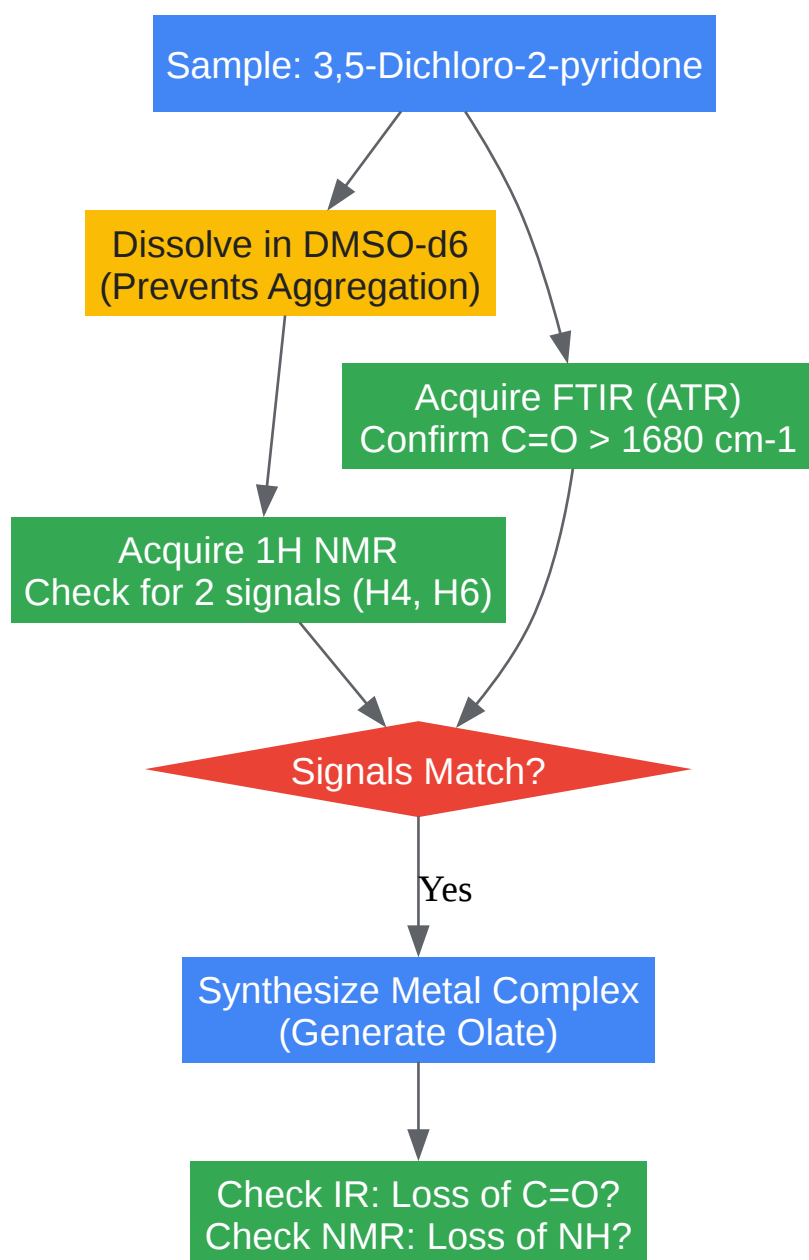 Sample: 3,5-Dichloro-2-pyridone
Dissolve in DMSO-d6
(Prevents Aggregation)
Acquire FTIR (ATR)
Confirm C=O > 1680 cm-1
Acquire 1H NMR
Check for 2 signals (H4, H6)
Signals Match?
Yes
Synthesize Metal Complex
(Generate Olate)
Check IR: Loss of C=O?
Check NMR: Loss of NH?